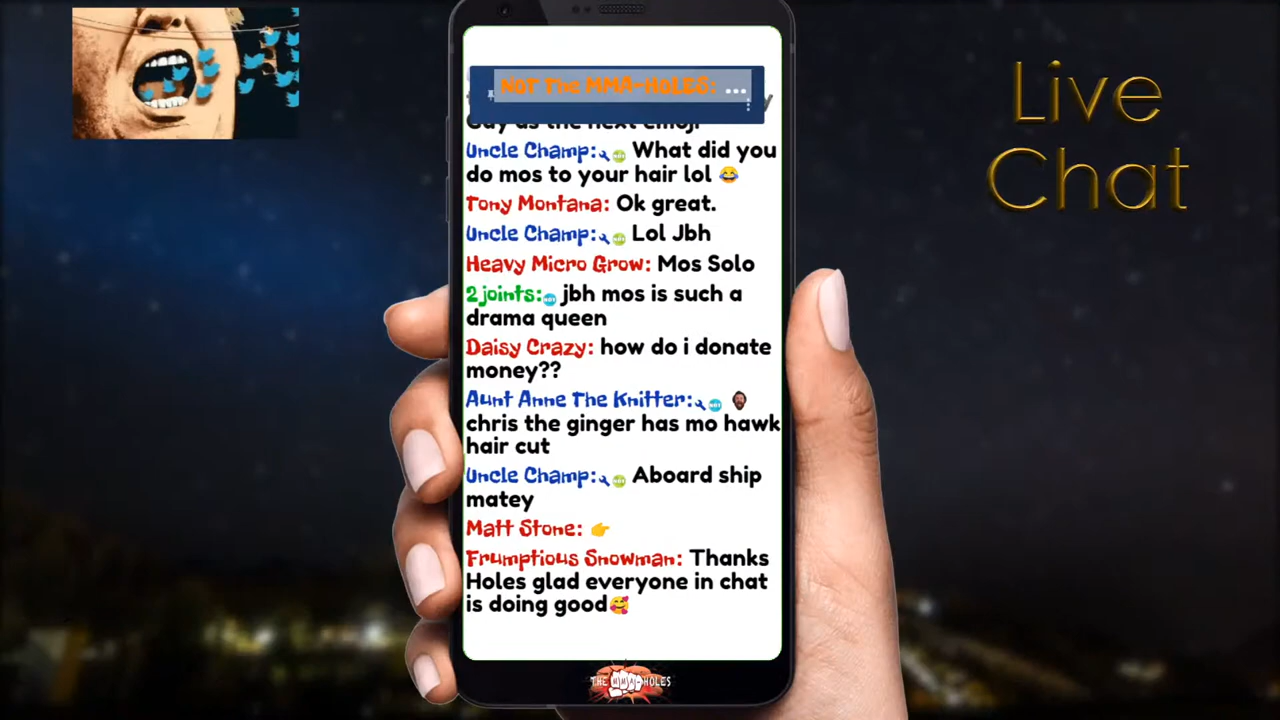 NOT The MMA-HOLES: ...
Uncle Champ: What did you
do mos to your hair lol 😂
Tony Montana: Ok great.
Uncle Champ: Lol Jbh
Heavy Micro Grow: Mos Solo
2 joints: jbh mos is such a
drama queen
Daisy Crazy: how do i donate
money??
Aunt Anne The Knitter:
chris the ginger has mo hawk
hair cut
Uncle Champ: Aboard ship
matey
Matt Stone: 👉
Frumptious Snowman: Thanks
Holes glad everyone in chat
is doing good🥰
THE MMA-HOLES
Live
Chat